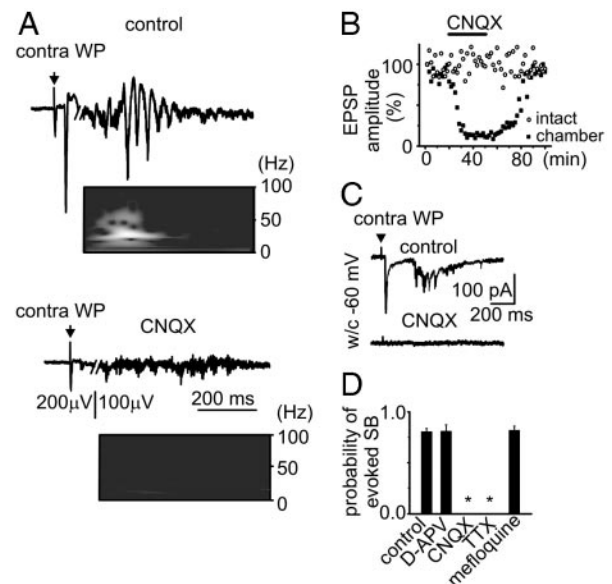 A
control
contra WP
(Hz)
100
50
0
contra WP
CNQX
200μV 100μV
200 ms
(Hz)
100
50
0
B
CNQX
EPSP
amplitude
(%)
100
0
0 40 80 (min)
intact
chamber
C
contra WP
control
w/c -60 mV
100 pA
200 ms
CNQX
D
probability of
evoked SB
1.0
0.0
* *
control
D-APV
CNQX
TTX
mefloquine